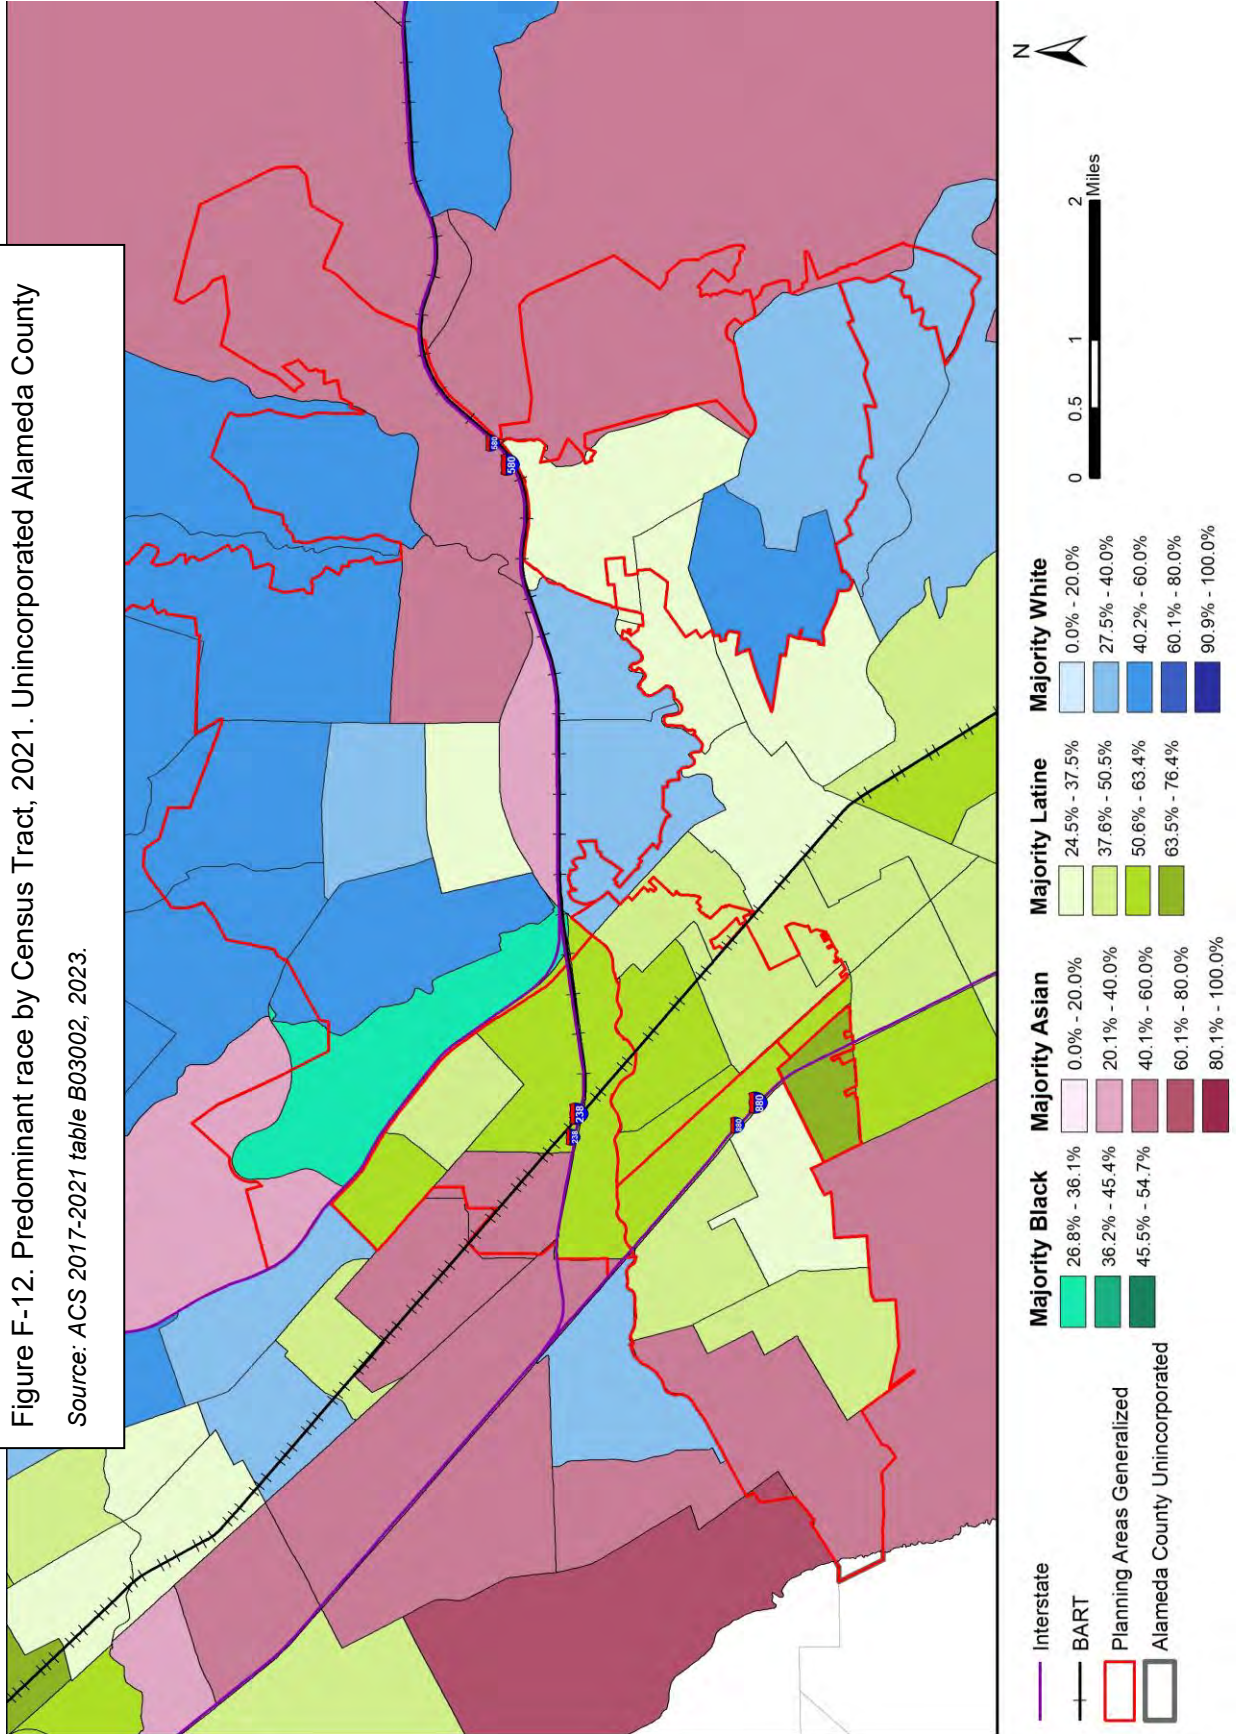 Figure F-12. Predominant race by Census Tract, 2021. Unincorporated Alameda County
Source: ACS 2017-2021 table B03002, 2023.
580
580
238
238
880
880
N
0 0.5 1 2
Miles
Interstate
BART
Planning Areas Generalized
Alameda County Unincorporated
Majority Black
26.8% - 36.1%
36.2% - 45.4%
45.5% - 54.7%
Majority Asian
0.0% - 20.0%
20.1% - 40.0%
40.1% - 60.0%
60.1% - 80.0%
80.1% - 100.0%
Majority Latine
24.5% - 37.5%
37.6% - 50.5%
50.6% - 63.4%
63.5% - 76.4%
Majority White
0.0% - 20.0%
27.5% - 40.0%
40.2% - 60.0%
60.1% - 80.0%
90.9% - 100.0%